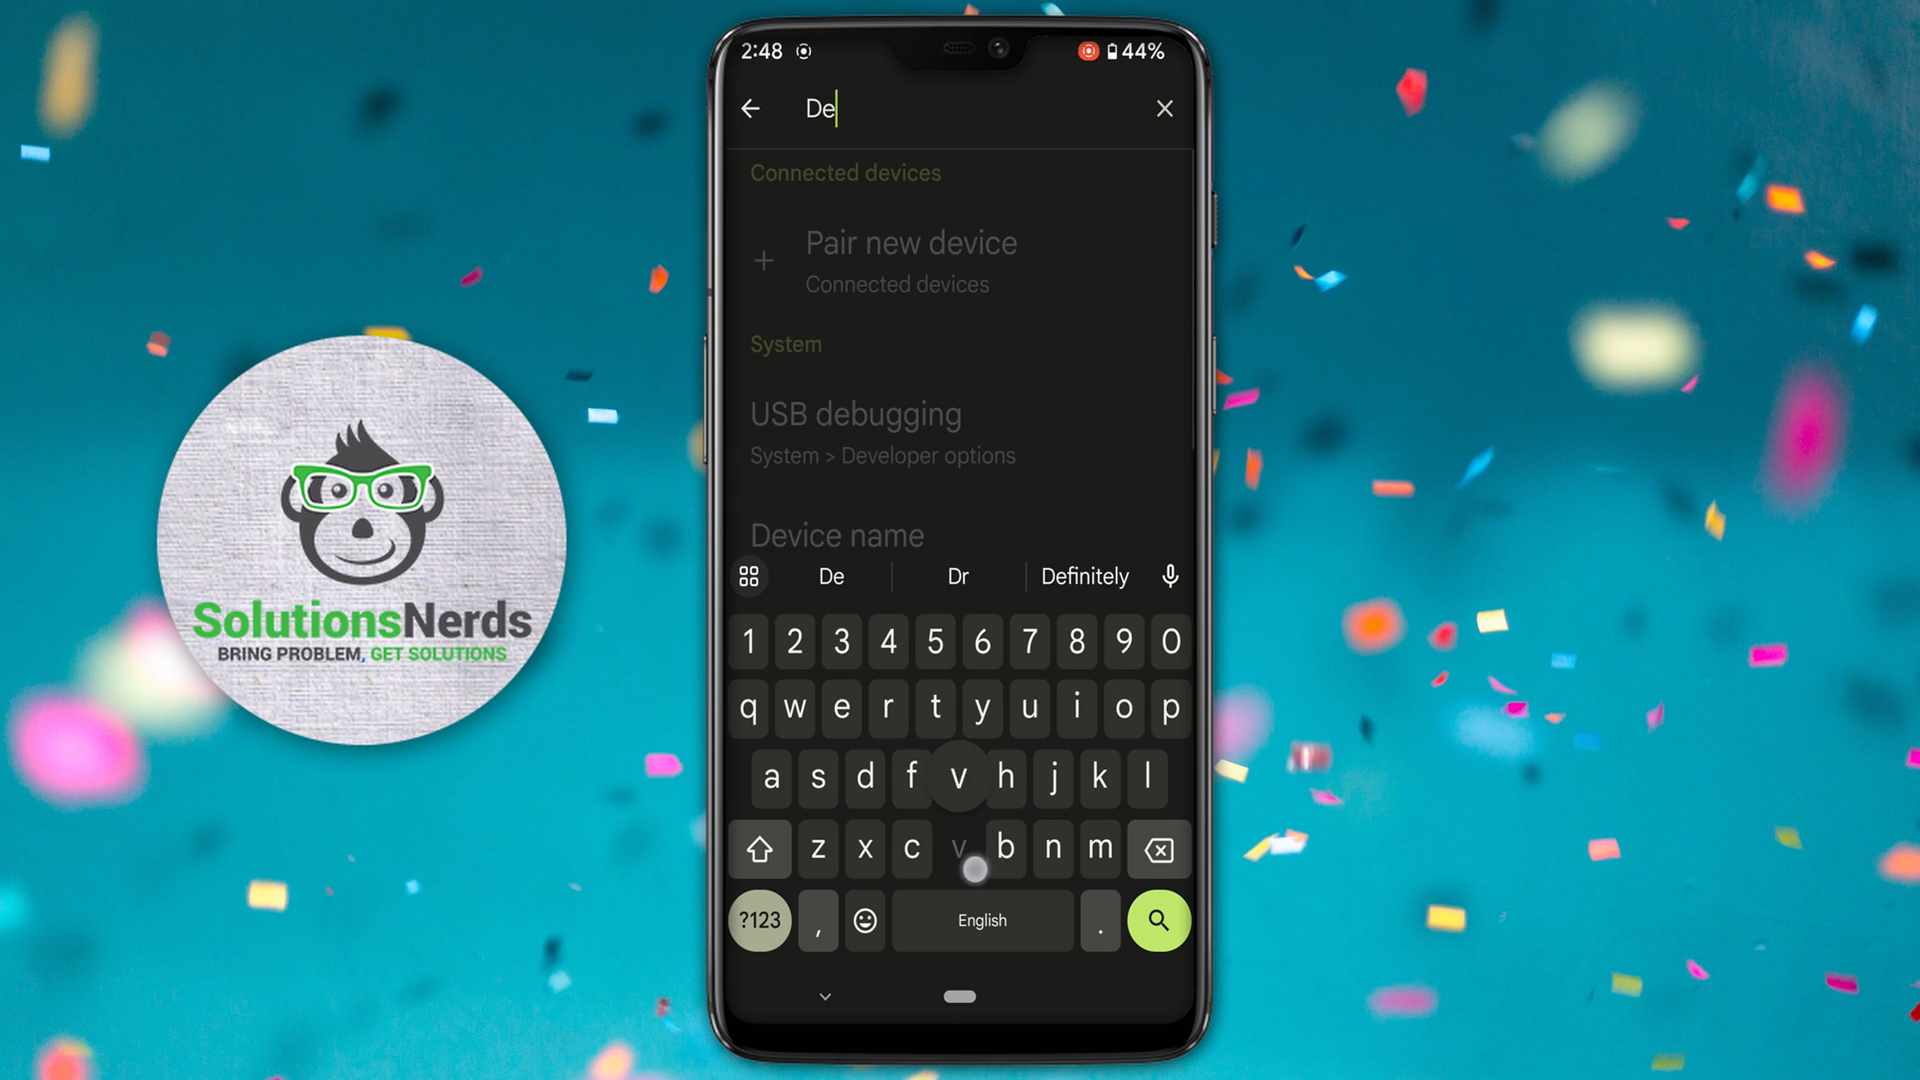 2:48
44%
De
Connected devices
Pair new device
Connected devices
System
USB debugging
System > Developer options
Device name
De Dr Definitely
1 2 3 4 5 6 7 8 9 0
q w e r t y u i o p
a s d f v h j k l
z x c v b n m
?123 , English .
SolutionsNerds
BRING PROBLEM, GET SOLUTIONS